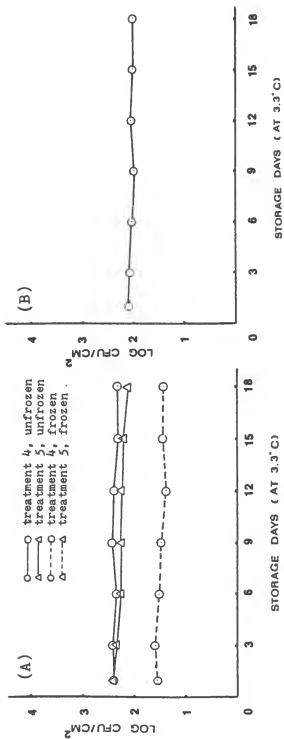 (A)
○——○ treatment 4, unfrozen
△——△ treatment 5, unfrozen
○----○ treatment 4, frozen
△----△ treatment 5, frozen .
LOG CFU/CM²
4
3
2
1
0
3
6
9
12
15
18
STORAGE DAYS ( AT 3.3°C)
(B)
LOG CFU/CM²
4
3
2
1
0
3
6
9
12
15
18
STORAGE DAYS ( AT 3.3°C)